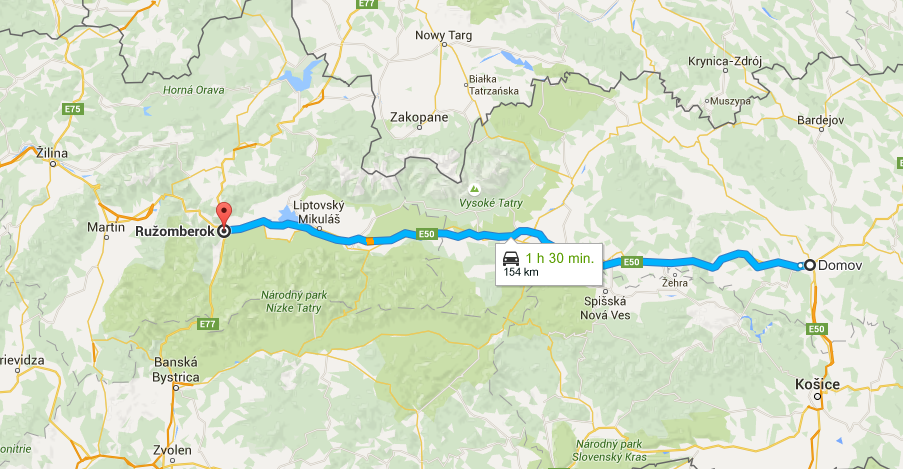 E77
Nowy Targ
Krynica-Zdrój
Białka
Tatrzańska
Horná Orava
Muszyna
E75
Zakopane
Bardejov
Žilina
Vysoké Tatry
Liptovský
Mikuláš
Martin
Ružomberok
E50
1 h 30 min.
154 km
E50
Domov
Žehra
Národný park
Nízke Tatry
Spišská
Nová Ves
E77
E50
rievidza
Banská
Bystrica
Košice
Zvolen
Národný park
Slovenský Kras
onitrie